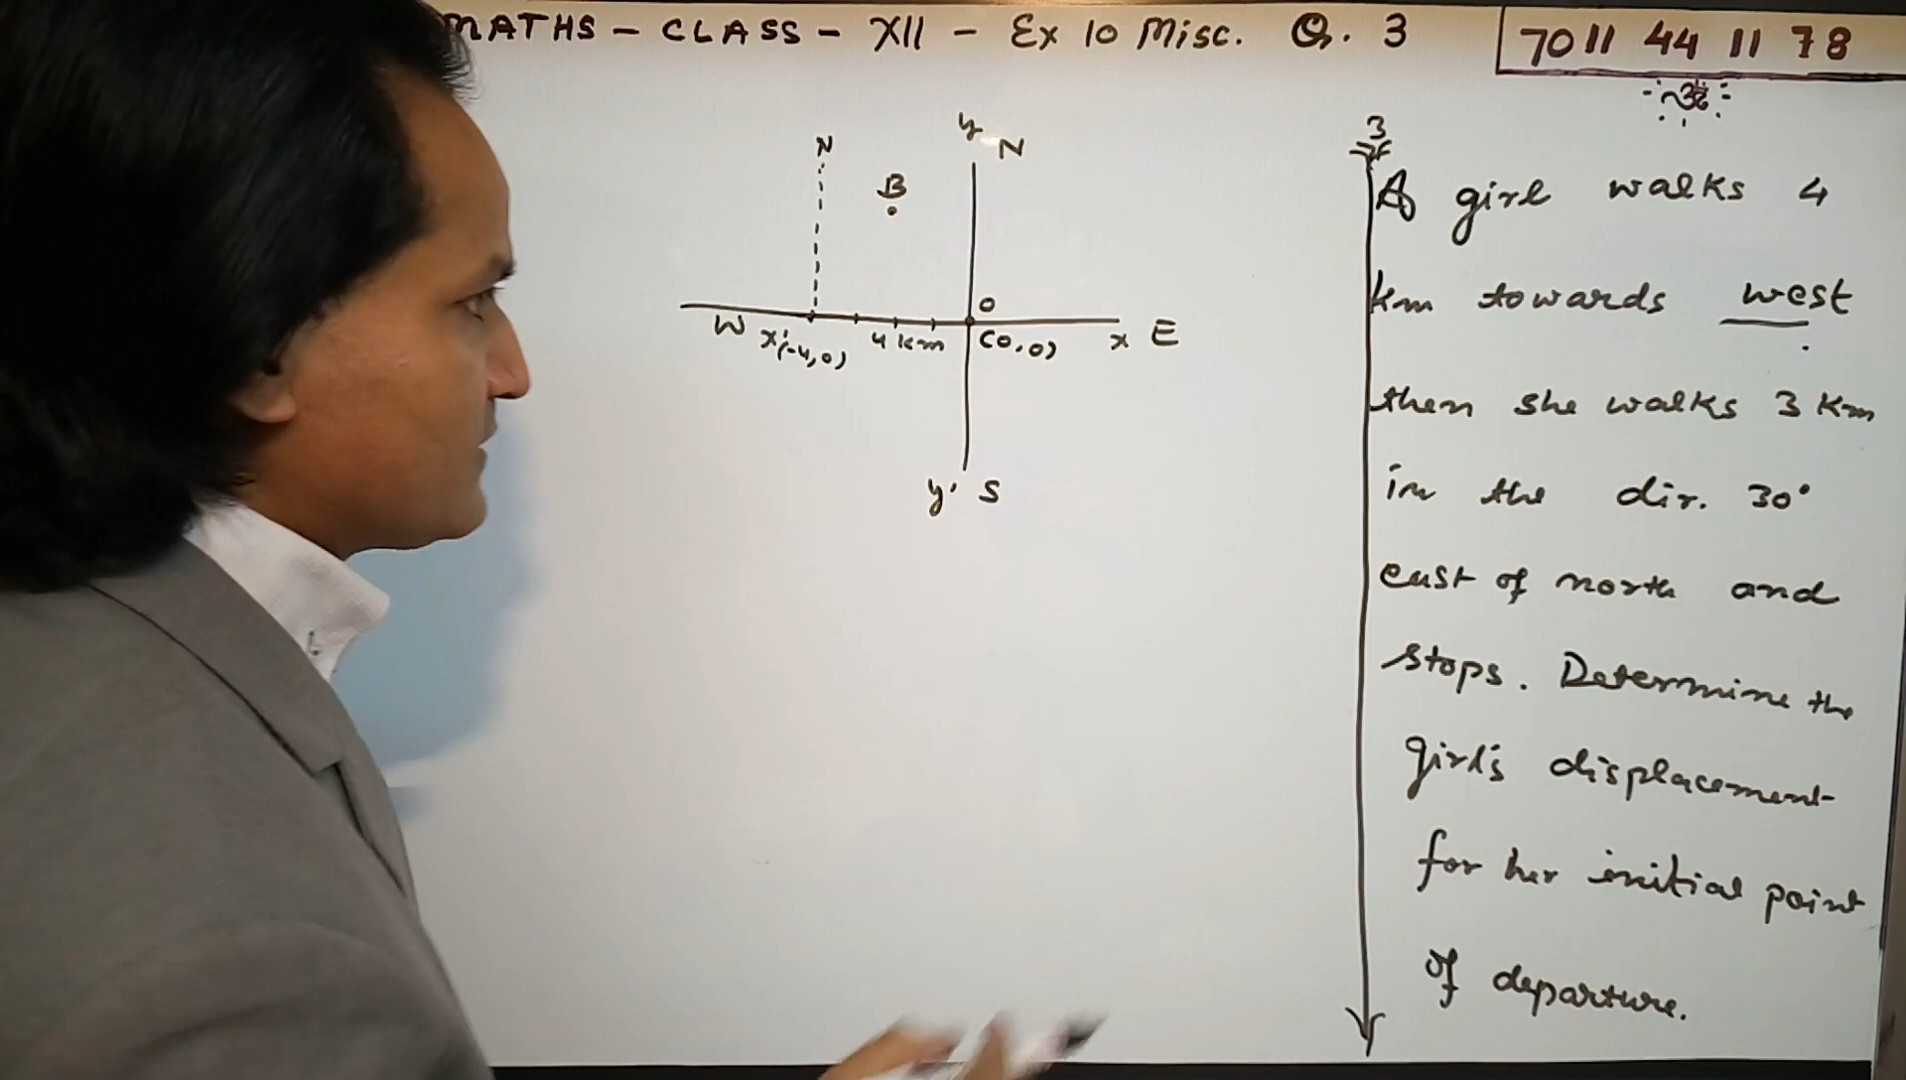 MATHS - CLASS - XII - Ex 10 Misc. Q. 3
7011 44 11 78
y N
N
B
O
W x' (-4,0) 4 km (0,0) x E
y' S
3
A girl walks 4
km towards west
then she walks 3 km
in the dir. 30°
east of north and
stops. Determine the
girl's displacement
for her initial point
of departure.